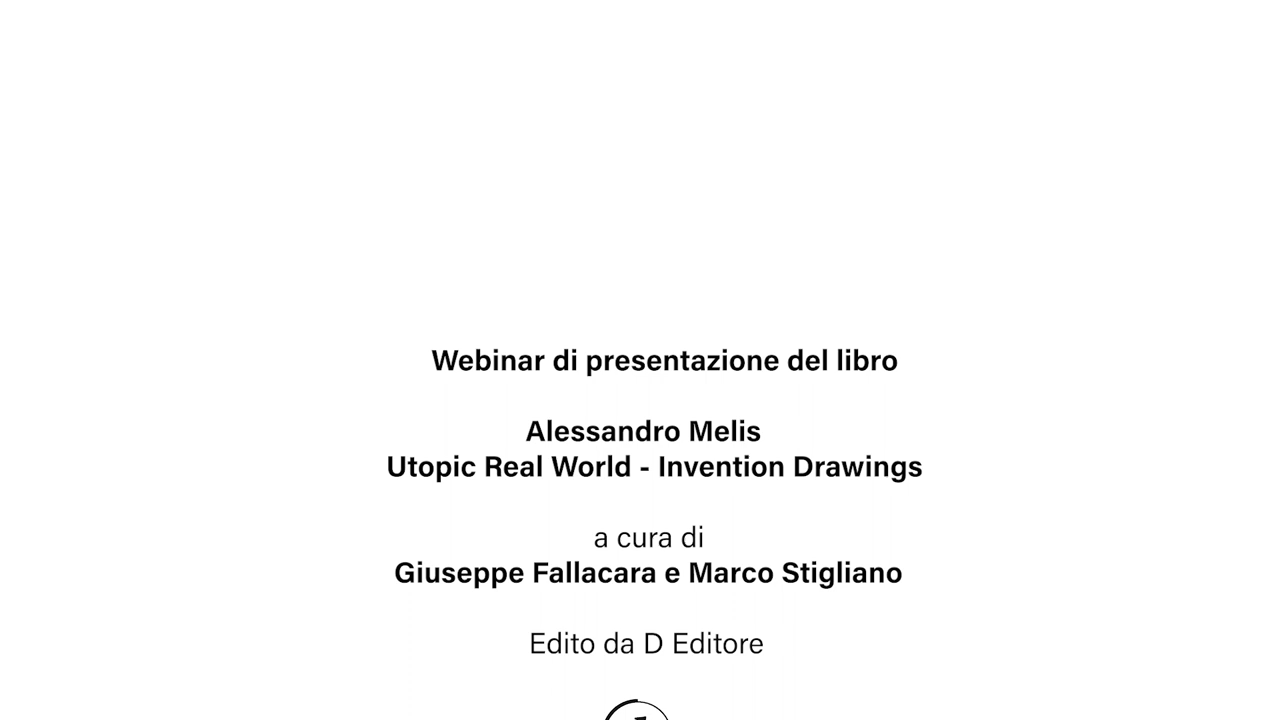 Webinar di presentazione del libro
Alessandro Melis
Utopic Real World - Invention Drawings
a cura di
Giuseppe Fallacara e Marco Stigliano
Edito da D Editore